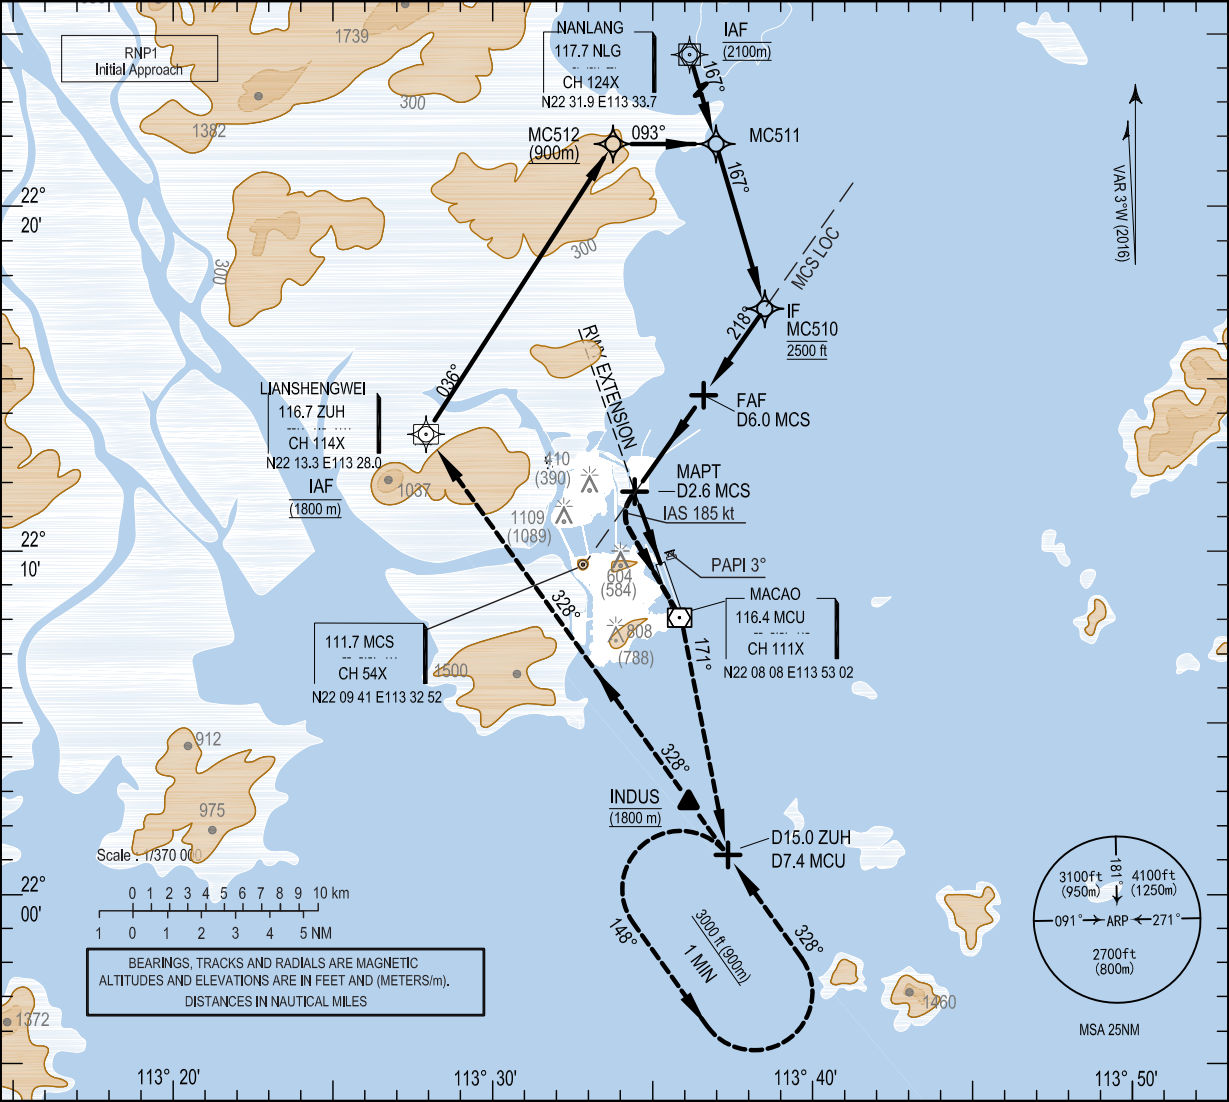 RNP1
Initial Approach
1739
1382
300
300
300
NANLANG
117.7 NLG
CH 124X
N22 31.9 E113 33.7
IAF
(2100m)
167°
MC512
(900m)
093°
MC511
167°
VAR 3°W (2016)
22°
20'
MCS LOC
IF
MC510
2500 ft
218°
RWY EXTENSION
036°
LIANSHENGWEI
116.7 ZUH
CH 114X
N22 13.3 E113 28.0
IAF
(1800 m)
1037
FAF
D6.0 MCS
410
(390)
1109
(1089)
MAPT
D2.6 MCS
IAS 185 kt
22°
10'
PAPI 3°
604
(584)
808
(788)
MACAO
116.4 MCU
CH 111X
N22 08 08 E113 53 02
328°
111.7 MCS
CH 54X
N22 09 41 E113 32 52
1500
171°
912
975
328°
INDUS
(1800 m)
D15.0 ZUH
D7.4 MCU
Scale : 1/370 000
0 1 2 3 4 5 6 7 8 9 10 km
1 0 1 2 3 4 5 NM
22°
00'
148°
3000 ft (900m)
1 MIN
328°
BEARINGS, TRACKS AND RADIALS ARE MAGNETIC
ALTITUDES AND ELEVATIONS ARE IN FEET AND (METERS/m).
DISTANCES IN NAUTICAL MILES
3100ft
(950m)
181°
4100ft
(1250m)
091° ARP 271°
2700ft
(800m)
MSA 25NM
1460
1372
113° 20'
113° 30'
113° 40'
113° 50'